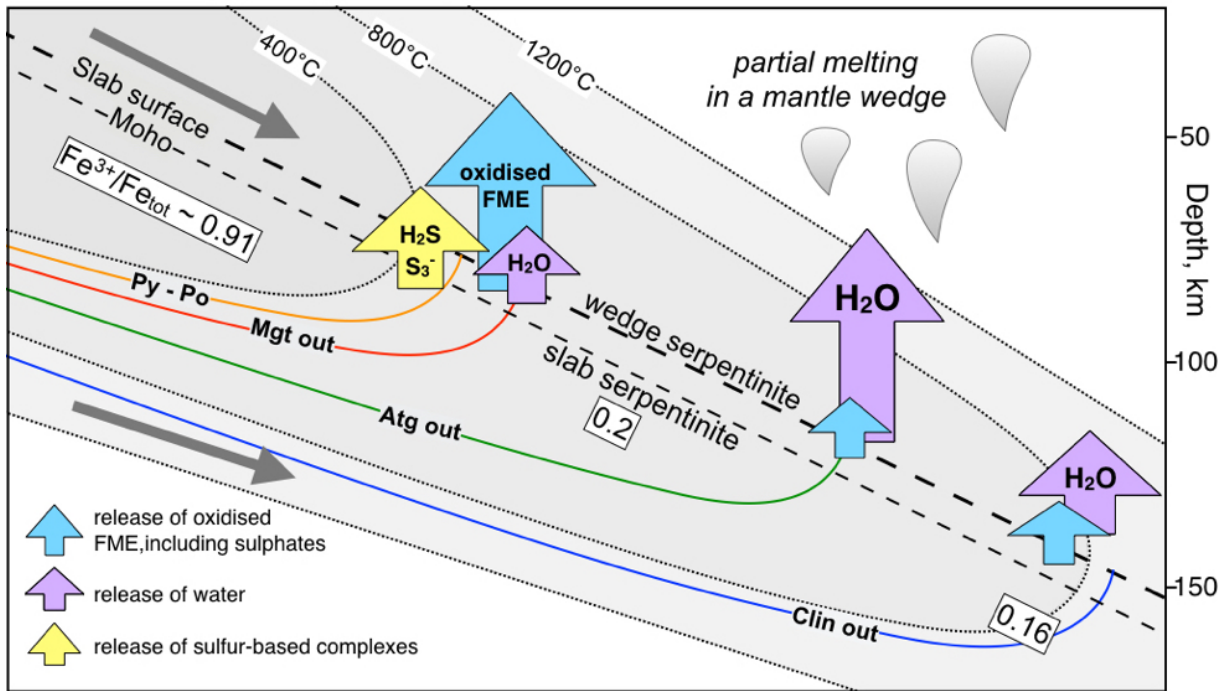 400°C
800°C
1200°C
partial melting
in a mantle wedge
Slab surface
Moho
Fe³⁺/Fe_tot ~ 0.91
50
100
150
Depth, km
oxidised
FME
H₂S
S₃⁻
H₂O
H₂O
H₂O
Py - Po
Mgt out
Atg out
Clin out
wedge serpentinite
slab serpentinite
0.2
0.16
release of oxidised
FME,including sulphates
release of water
release of sulfur-based complexes